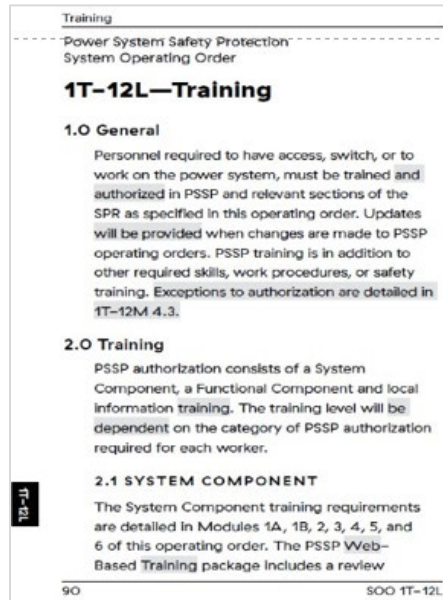 Training
Power System Safety Protection
System Operating Order
1T–12L—Training
1.0 General
Personnel required to have access, switch, or to
work on the power system, must be trained and
authorized in PSSP and relevant sections of the
SPR as specified in this operating order. Updates
will be provided when changes are made to PSSP
operating orders. PSSP training is in addition to
other required skills, work procedures, or safety
training. Exceptions to authorization are detailed in
1T–12M 4.3.
2.0 Training
PSSP authorization consists of a System
Component, a Functional Component and local
information training. The training level will be
dependent on the category of PSSP authorization
required for each worker.
2.1 SYSTEM COMPONENT
The System Component training requirements
are detailed in Modules 1A, 1B, 2, 3, 4, 5, and
6 of this operating order. The PSSP Web–
Based Training package includes a review
1T–12L
90 SOO 1T–12L